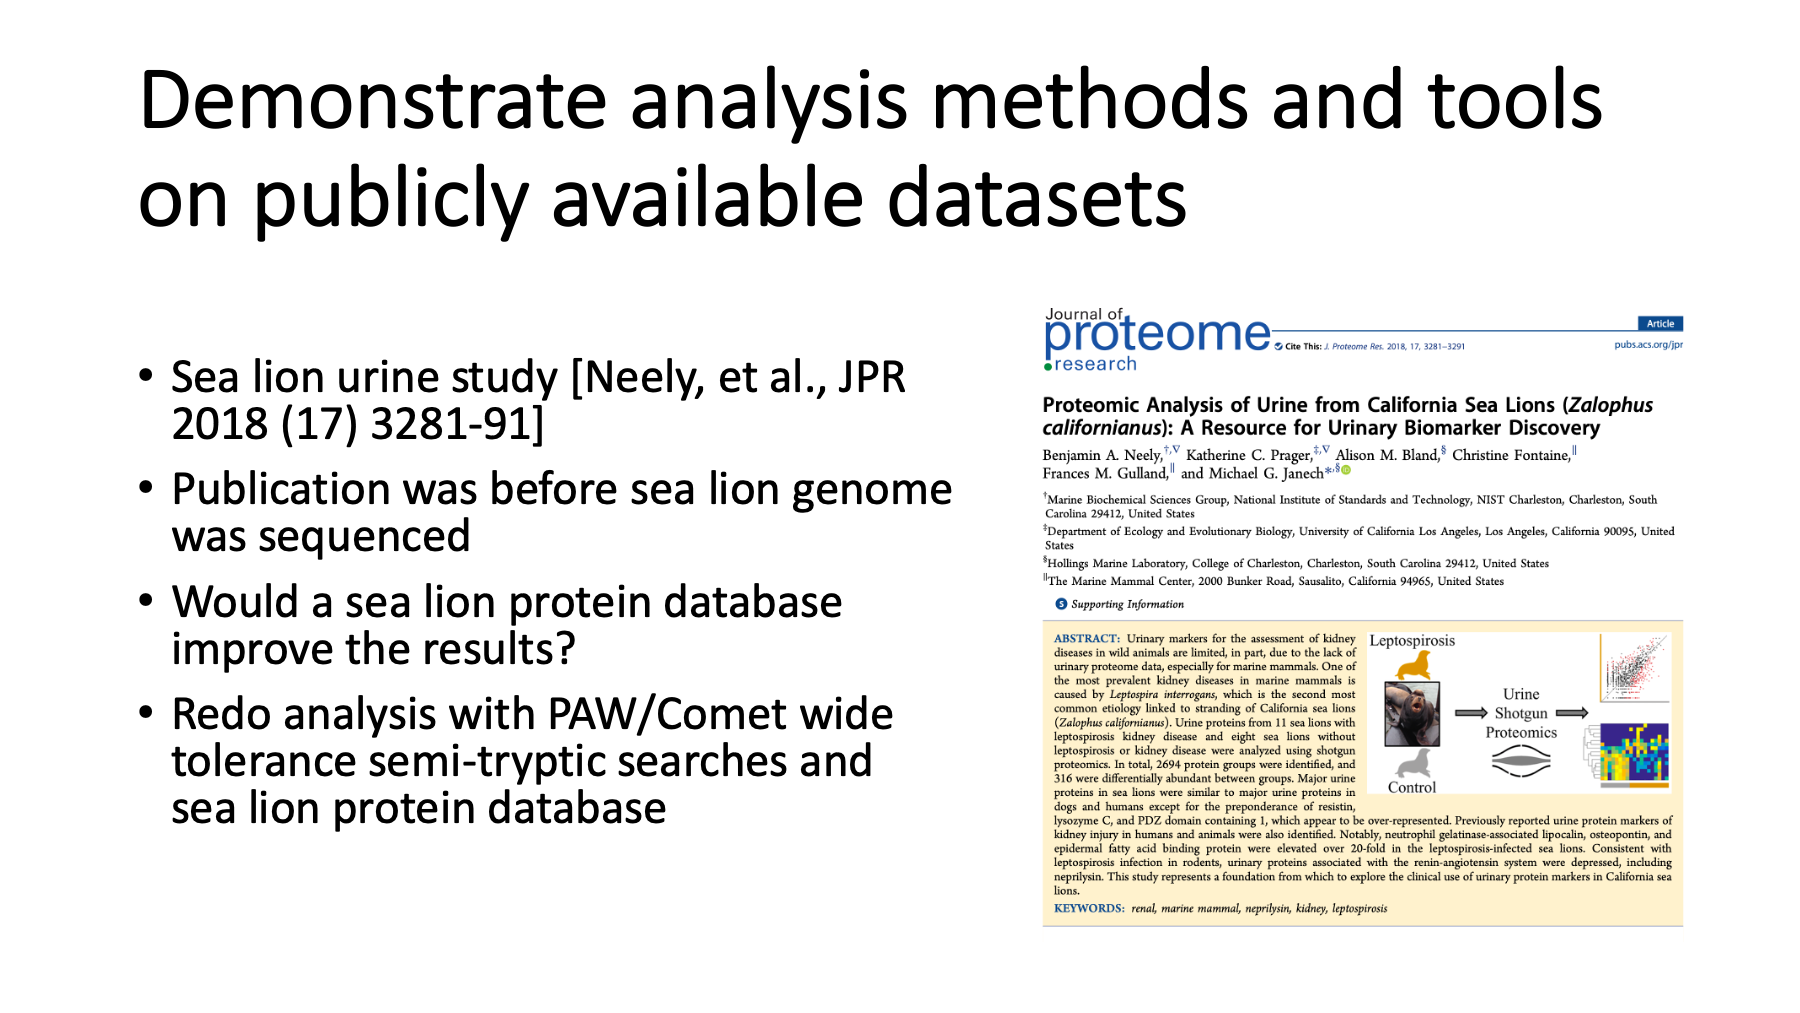 Demonstrate analysis methods and tools
on publicly available datasets
• Sea lion urine study [Neely, et al., JPR
2018 (17) 3281-91]
• Publication was before sea lion genome
was sequenced
• Would a sea lion protein database
improve the results?
• Redo analysis with PAW/Comet wide
tolerance semi-tryptic searches and
sea lion protein database
Journal of
proteome
research
Cite This: J. Proteome Res. 2018, 17, 3281−3291
Article
pubs.acs.org/jpr
Proteomic Analysis of Urine from California Sea Lions (Zalophus
californianus): A Resource for Urinary Biomarker Discovery
Benjamin A. Neely,†,∇ Katherine C. Prager,‡,∇ Alison M. Bland,§ Christine Fontaine,∥
Frances M. Gulland,∥ and Michael G. Janech*,§
†Marine Biochemical Sciences Group, National Institute of Standards and Technology, NIST Charleston, Charleston, South
Carolina 29412, United States
‡Department of Ecology and Evolutionary Biology, University of California Los Angeles, Los Angeles, California 90095, United
States
§Hollings Marine Laboratory, College of Charleston, Charleston, South Carolina 29412, United States
∥The Marine Mammal Center, 2000 Bunker Road, Sausalito, California 94965, United States
S Supporting Information
ABSTRACT: Urinary markers for the assessment of kidney
diseases in wild animals are limited, in part, due to the lack of
urinary proteome data, especially for marine mammals. One of
the most prevalent kidney diseases in marine mammals is
caused by Leptospira interrogans, which is the second most
common etiology linked to stranding of California sea lions
(Zalophus californianus). Urine proteins from 11 sea lions with
leptospirosis kidney disease and eight sea lions without
leptospirosis or kidney disease were analyzed using shotgun
proteomics. In total, 2694 protein groups were identified, and
316 were differentially abundant between groups. Major urine
proteins in sea lions were similar to major urine proteins in
dogs and humans except for the preponderance of resistin,
lysozyme C, and PDZ domain containing 1, which appear to be over-represented. Previously reported urine protein markers of
kidney injury in humans and animals were also identified. Notably, neutrophil gelatinase-associated lipocalin, osteopontin, and
epidermal fatty acid binding protein were elevated over 20-fold in the leptospirosis-infected sea lions. Consistent with
leptospirosis infection in rodents, urinary proteins associated with the renin-angiotensin system were depressed, including
neprilysin. This study represents a foundation from which to explore the clinical use of urinary protein markers in California sea
lions.
KEYWORDS: renal, marine mammal, neprilysin, kidney, leptospirosis
Leptospirosis
Urine
Shotgun
Proteomics
Control